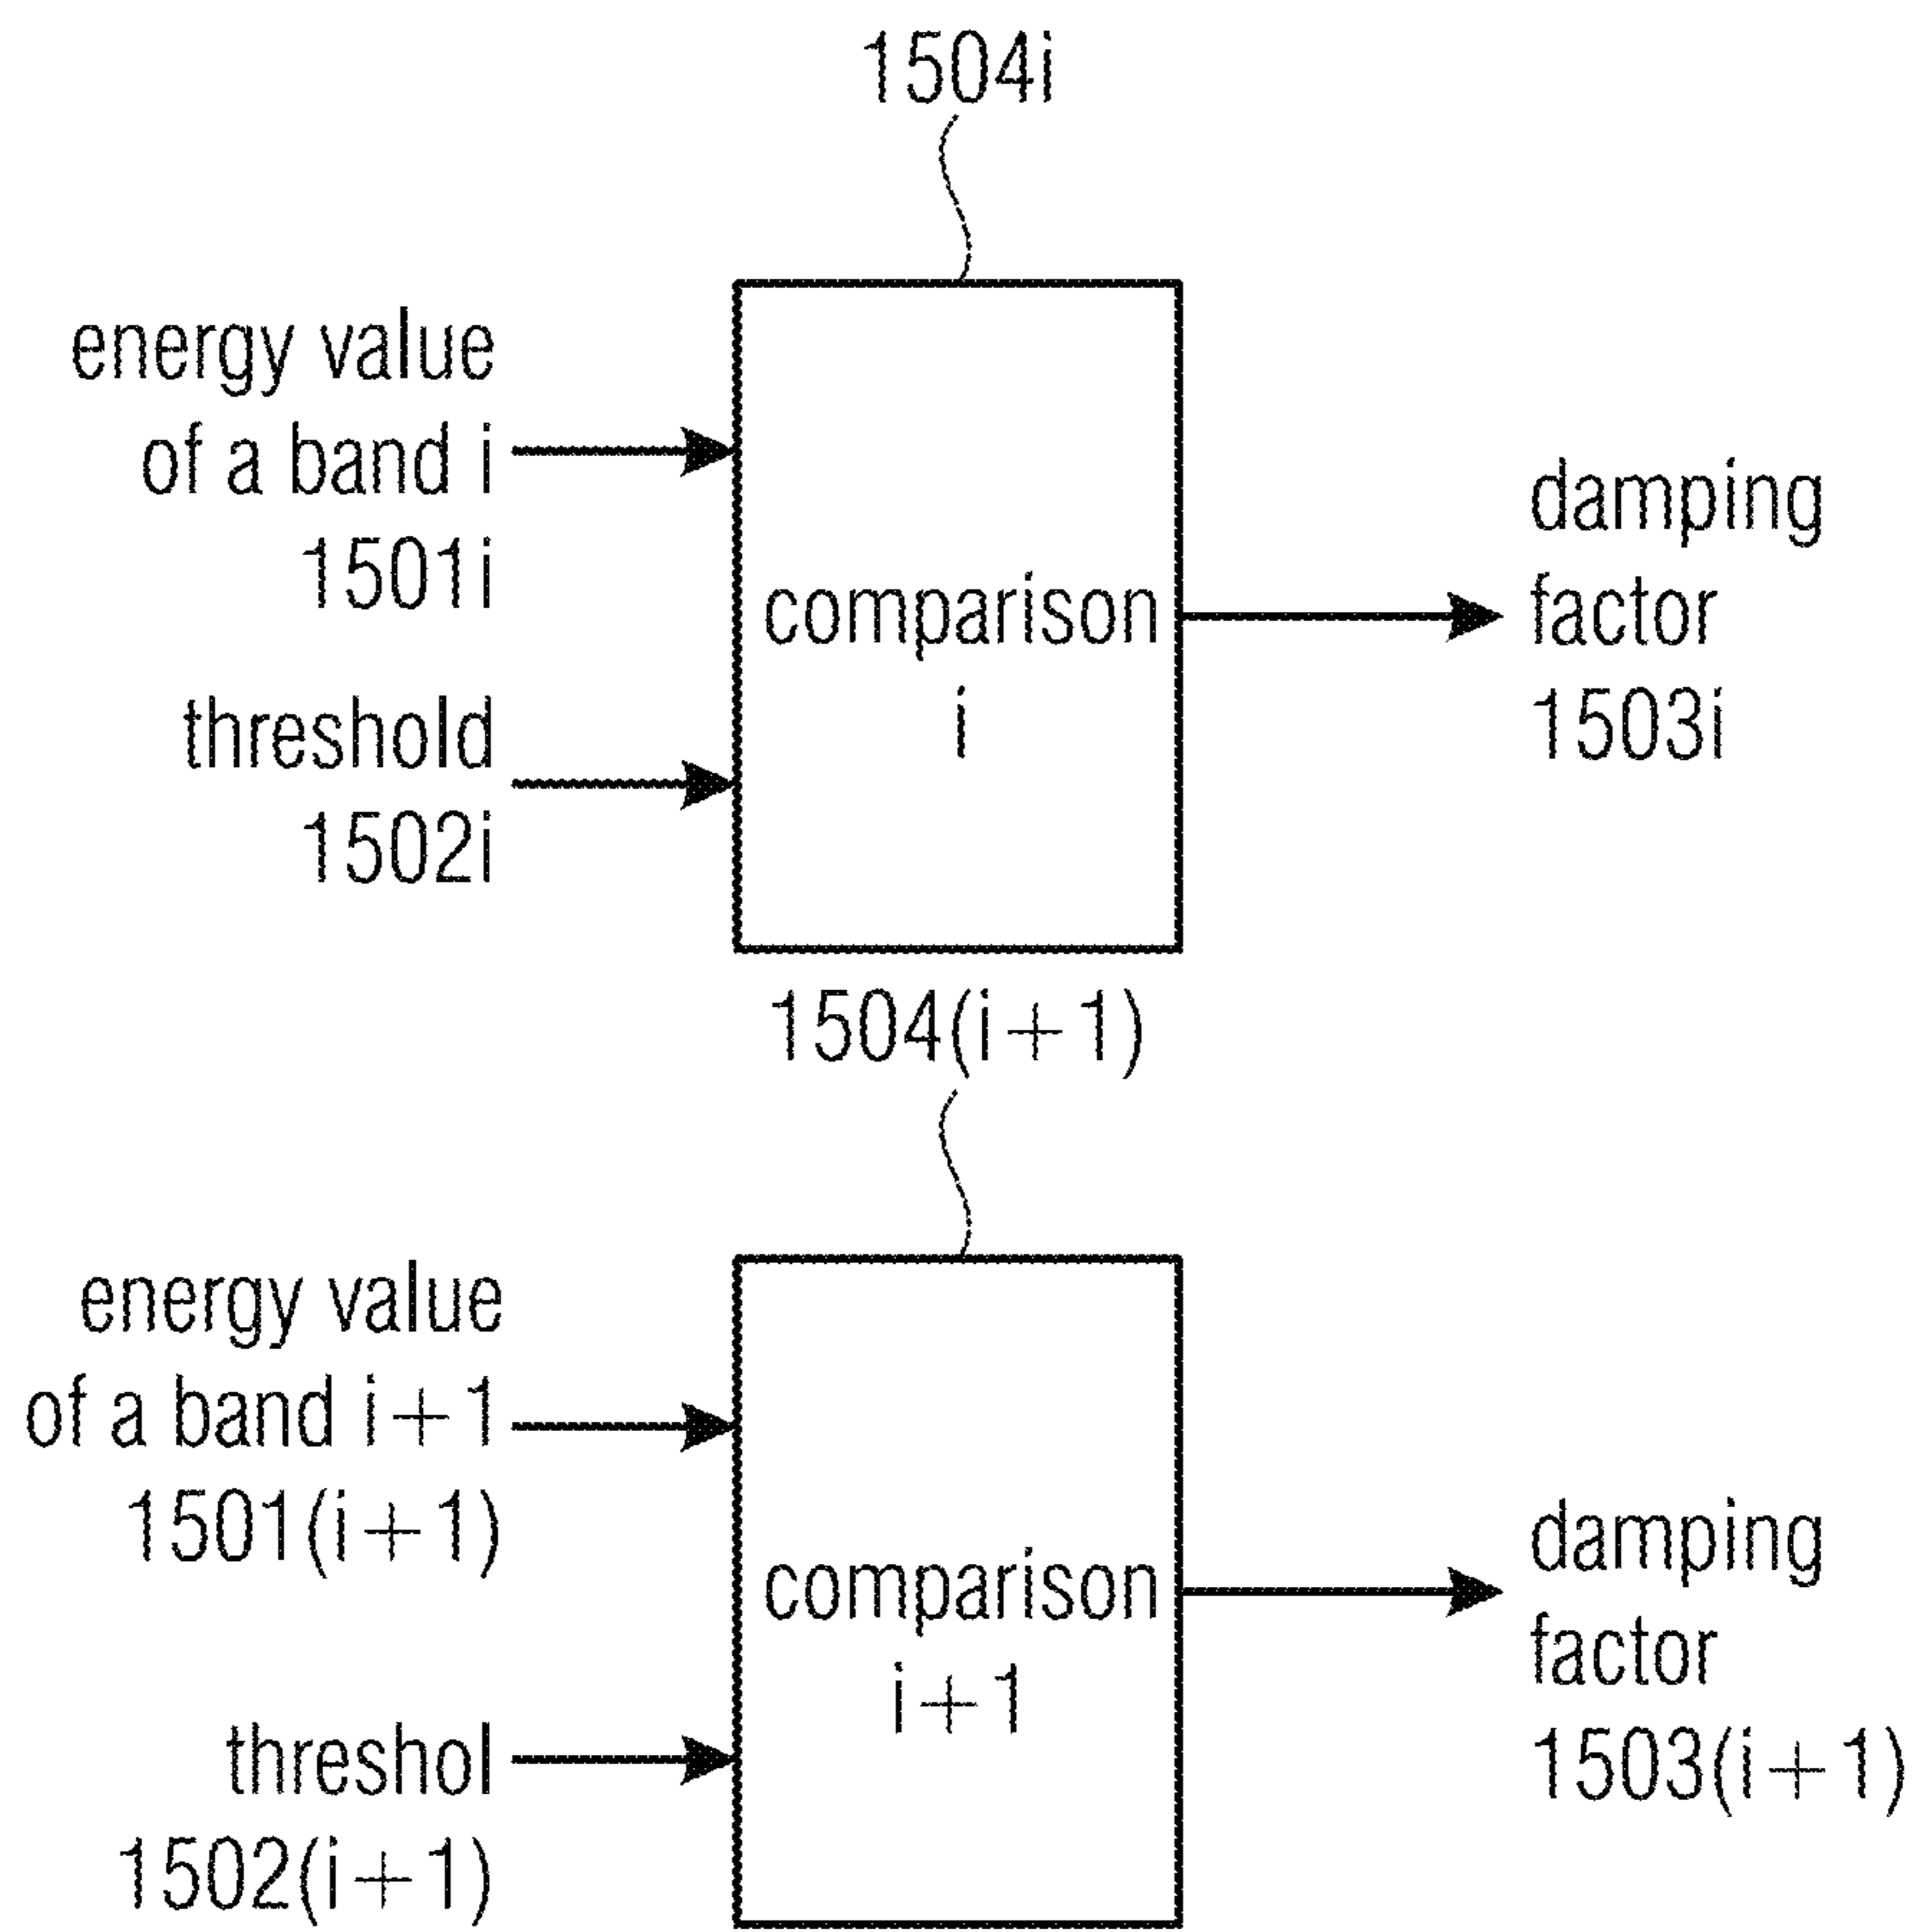 1504i
energy value
of a band i
1501i
threshold
1502i
comparison
i
damping
factor
1503i
1504(i+1)
energy value
of a band i+1
1501(i+1)
threshol
1502(i+1)
comparison
i+1
damping
factor
1503(i+1)